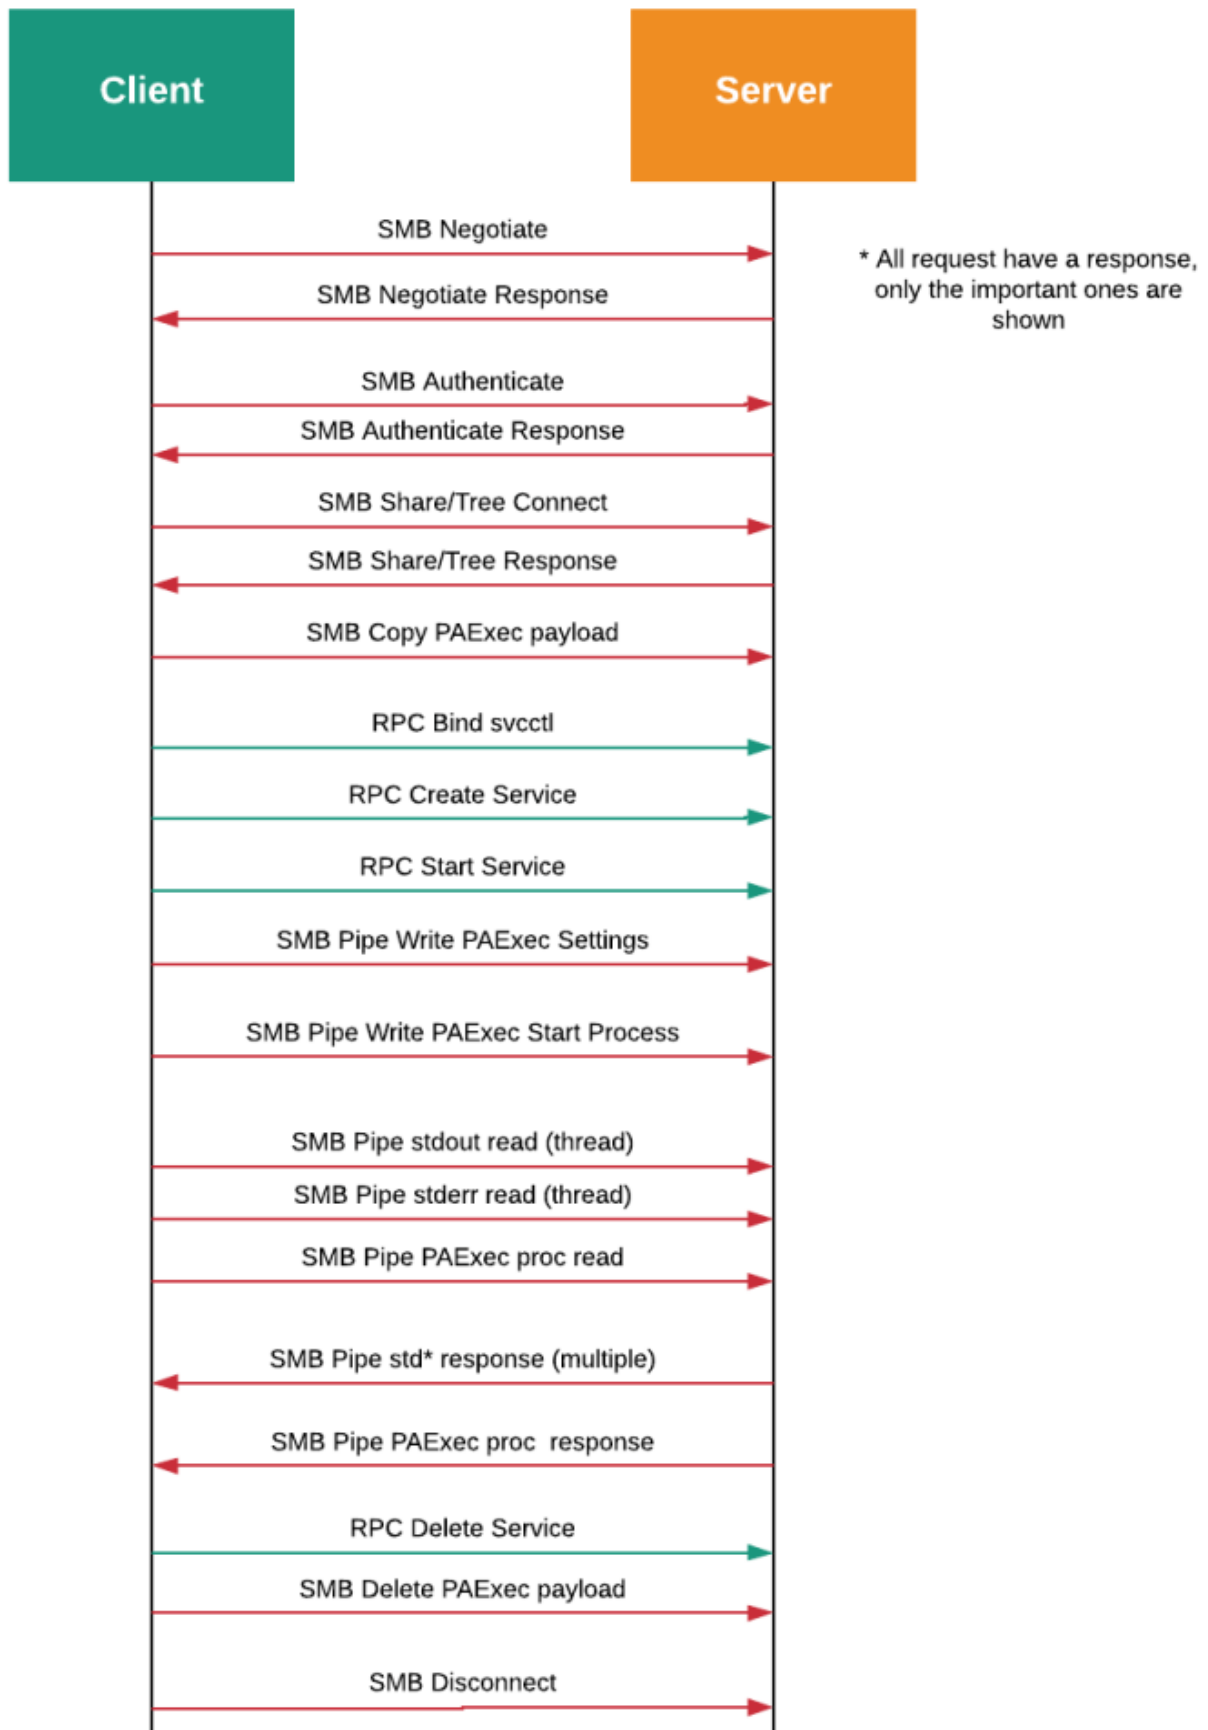 Client
Server
SMB Negotiate
* All request have a response,
only the important ones are
shown
SMB Negotiate Response
SMB Authenticate
SMB Authenticate Response
SMB Share/Tree Connect
SMB Share/Tree Response
SMB Copy PAExec payload
RPC Bind svcctl
RPC Create Service
RPC Start Service
SMB Pipe Write PAExec Settings
SMB Pipe Write PAExec Start Process
SMB Pipe stdout read (thread)
SMB Pipe stderr read (thread)
SMB Pipe PAExec proc read
SMB Pipe std* response (multiple)
SMB Pipe PAExec proc  response
RPC Delete Service
SMB Delete PAExec payload
SMB Disconnect